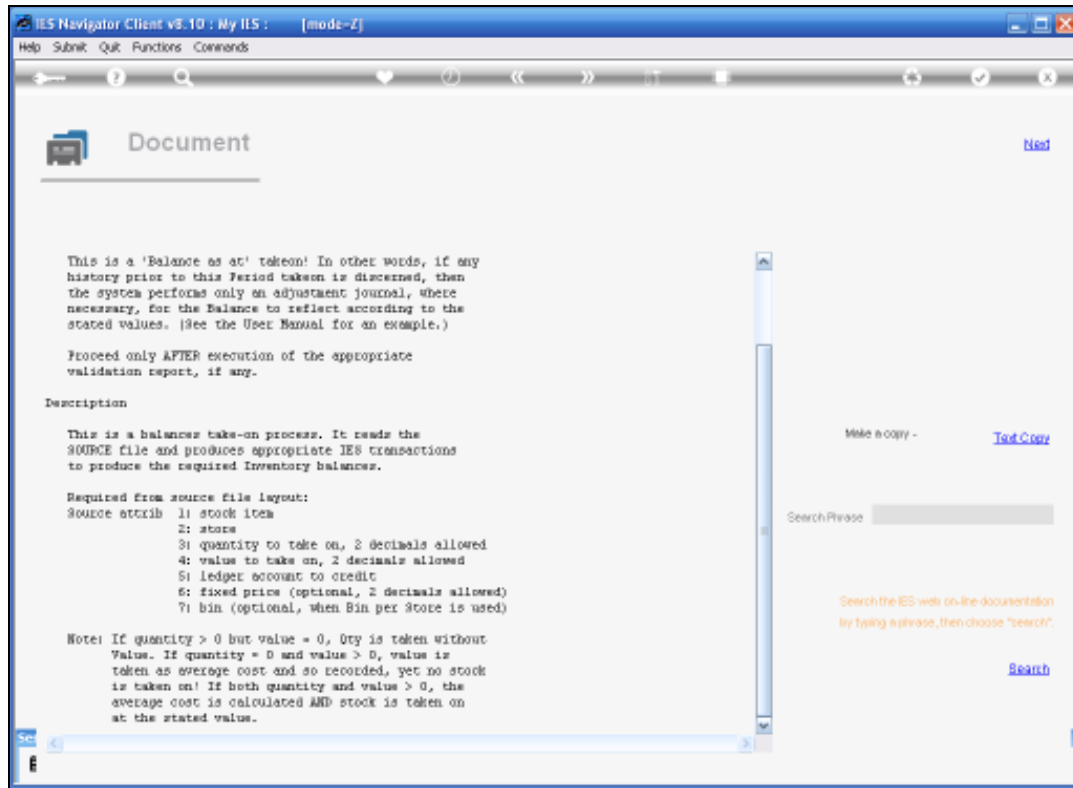 IES Navigator Client v8.10 : My IES : [mode=Z]
Help Submit Quit Functions Commands
Document
Next
This is a 'Balance as at' takeon! In other words, if any
history prior to this Period takeon is discerned, then
the system performs only an adjustment journal, where
necessary, for the Balance to reflect according to the
stated values. (See the User Manual for an example.)
Proceed only AFTER execution of the appropriate
validation report, if any.
Description
This is a balances take-on process. It reads the
SOURCE file and produces appropriate IES transactions
to produce the required Inventory balances.
Make a copy -
Text Copy
Required from source file layout:
Source attrib 1: stock item
2: store
3: quantity to take on, 2 decimals allowed
4: value to take on, 2 decimals allowed
5: ledger account to credit
6: fixed price (optional, 2 decimals allowed)
7: bin (optional, when Bin per Store is used)
Search Phrase
Search the IES web on-line documentation
by typing a phrase, then choose "search".
Search
Note: If quantity > 0 but value = 0, Qty is taken without
Value. If quantity = 0 and value > 0, value is
taken as average cost and so recorded, yet no stock
is taken on! If both quantity and value > 0, the
average cost is calculated AND stock is taken on
at the stated value.